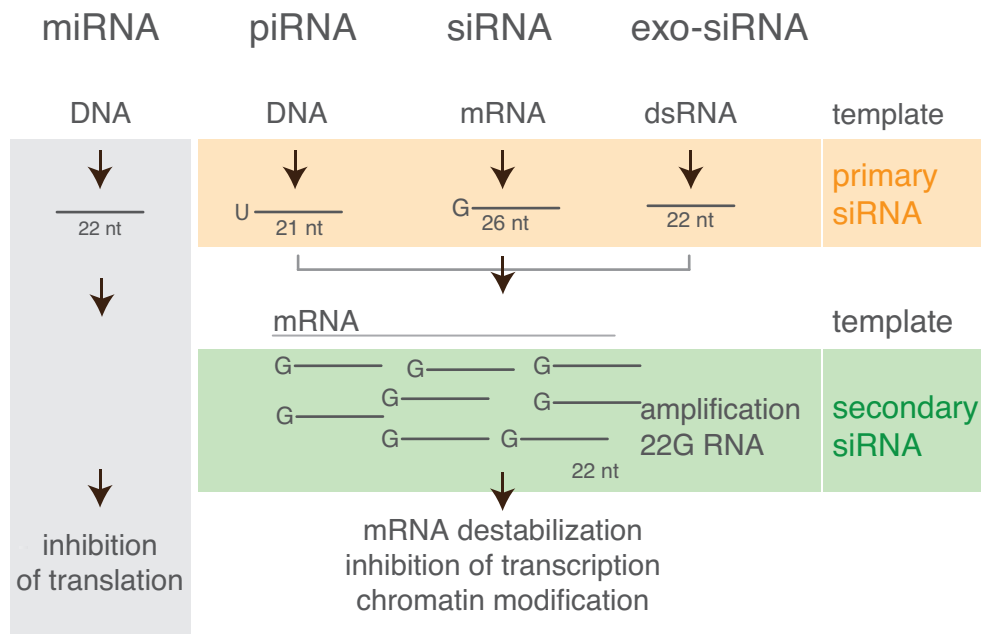 miRNA piRNA siRNA exo-siRNA
DNA DNA mRNA dsRNA template
primary
siRNA
U G
22 nt 21 nt 26 nt 22 nt
mRNA template
G G G
G G
G amplification
secondary
G G 22G RNA
siRNA
22 nt
inhibition
of translation
mRNA destabilization
inhibition of transcription
chromatin modification